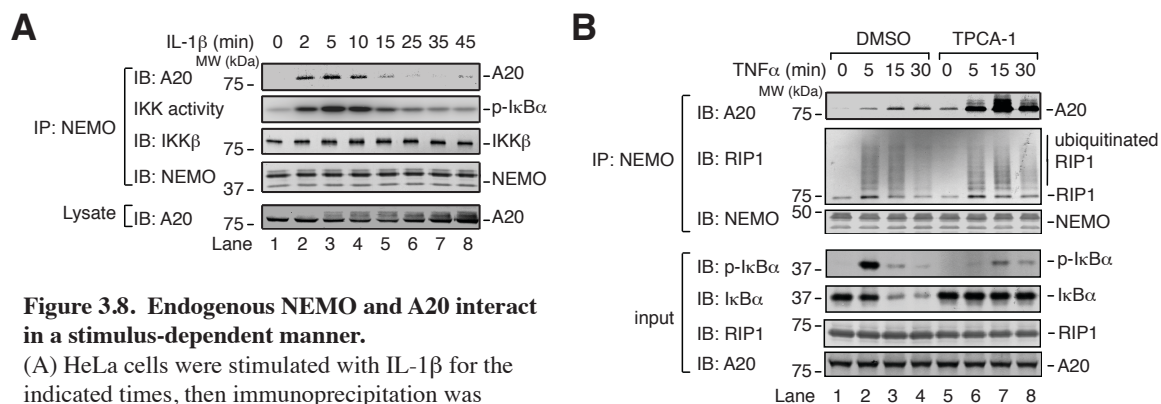 A
IL-1β (min) 0 2 5 10 15 25 35 45
MW (kDa)
IP: NEMO
IB: A20 75 A20
IKK activity p-IκBα
IB: IKKβ 75 IKKβ
IB: NEMO 37 NEMO
Lysate IB: A20 75 A20
Lane 1 2 3 4 5 6 7 8
Figure 3.8. Endogenous NEMO and A20 interact
in a stimulus-dependent manner.
(A) HeLa cells were stimulated with IL-1β for the
indicated times, then immunoprecipitation was
B
DMSO TPCA-1
TNFα (min) 0 5 15 30 0 5 15 30
MW (kDa)
IP: NEMO
IB: A20 75 A20
IB: RIP1 ubiquitinated
RIP1
75 RIP1
50
IB: NEMO NEMO
input
IB: p-IκBα 37 p-IκBα
IB: IκBα 37 IκBα
75
IB: RIP1 RIP1
IB: A20 75 A20
Lane 1 2 3 4 5 6 7 8